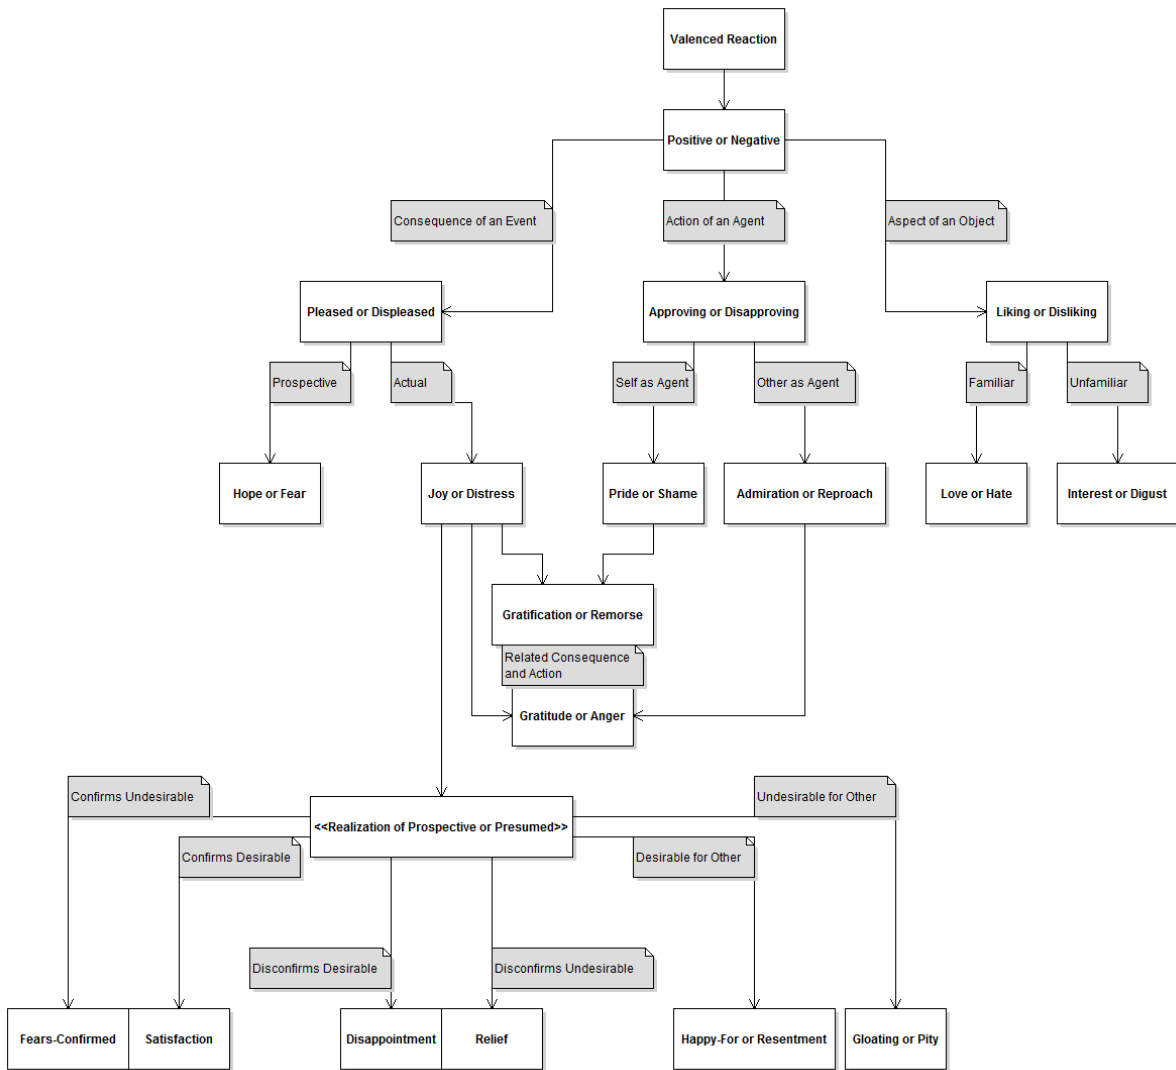 Valenced Reaction
Positive or Negative
Consequence of an Event
Action of an Agent
Aspect of an Object
Pleased or Displeased
Approving or Disapproving
Liking or Disliking
Prospective
Actual
Self as Agent
Other as Agent
Familiar
Unfamiliar
Hope or Fear
Joy or Distress
Pride or Shame
Admiration or Reproach
Love or Hate
Interest or Digust
Gratification or Remorse
Related Consequence
and Action
Gratitude or Anger
Confirms Undesirable
Undesirable for Other
<<Realization of Prospective or Presumed>>
Confirms Desirable
Desirable for Other
Disconfirms Desirable
Disconfirms Undesirable
Fears-Confirmed
Satisfaction
Disappointment
Relief
Happy-For or Resentment
Gloating or Pity